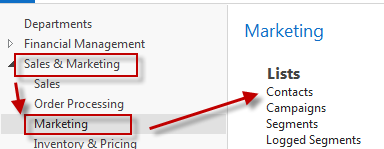 Departments
Financial Management
Sales & Marketing
Sales
Order Processing
Marketing
Inventory & Pricing
Marketing
Lists
Contacts
Campaigns
Segments
Logged Segments